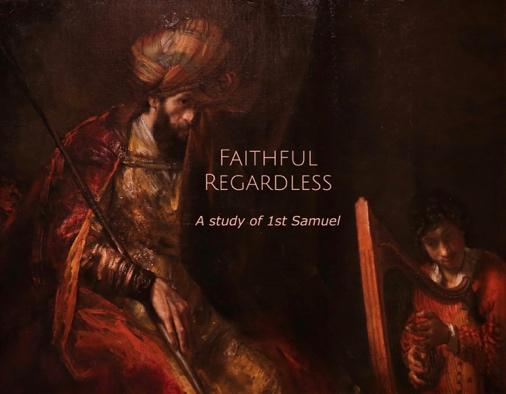 FAITHFUL
REGARDLESS
A study of 1st Samuel